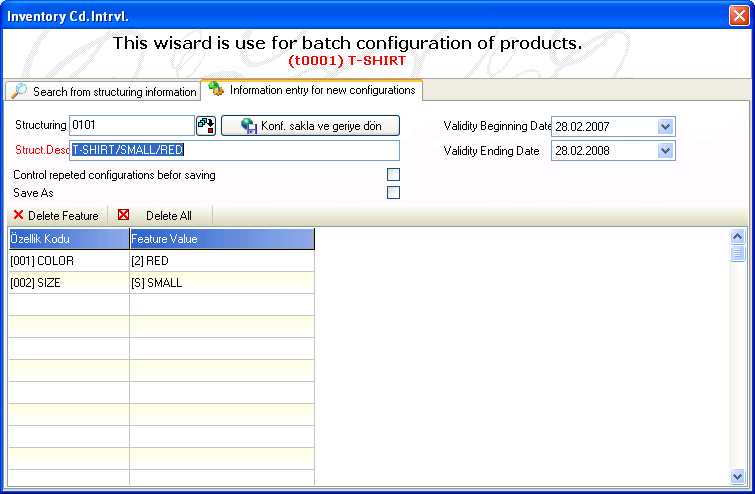 Inventory Cd.Intrvl.
This wisard is use for batch configuration of products.
(t0001) T-SHIRT
Search from structuring information
Information entry for new configurations
Structuring 0101 Konf. sakla ve geriye dön Validity Beginning Date 28.02.2007
Struct.Desc T-SHIRT/SMALL/RED Validity Ending Date 28.02.2008
Control repeted configurations befor saving
Save As
Delete Feature Delete All
Özellik Kodu Feature Value
[001] COLOR [2] RED
[002] SIZE [S] SMALL